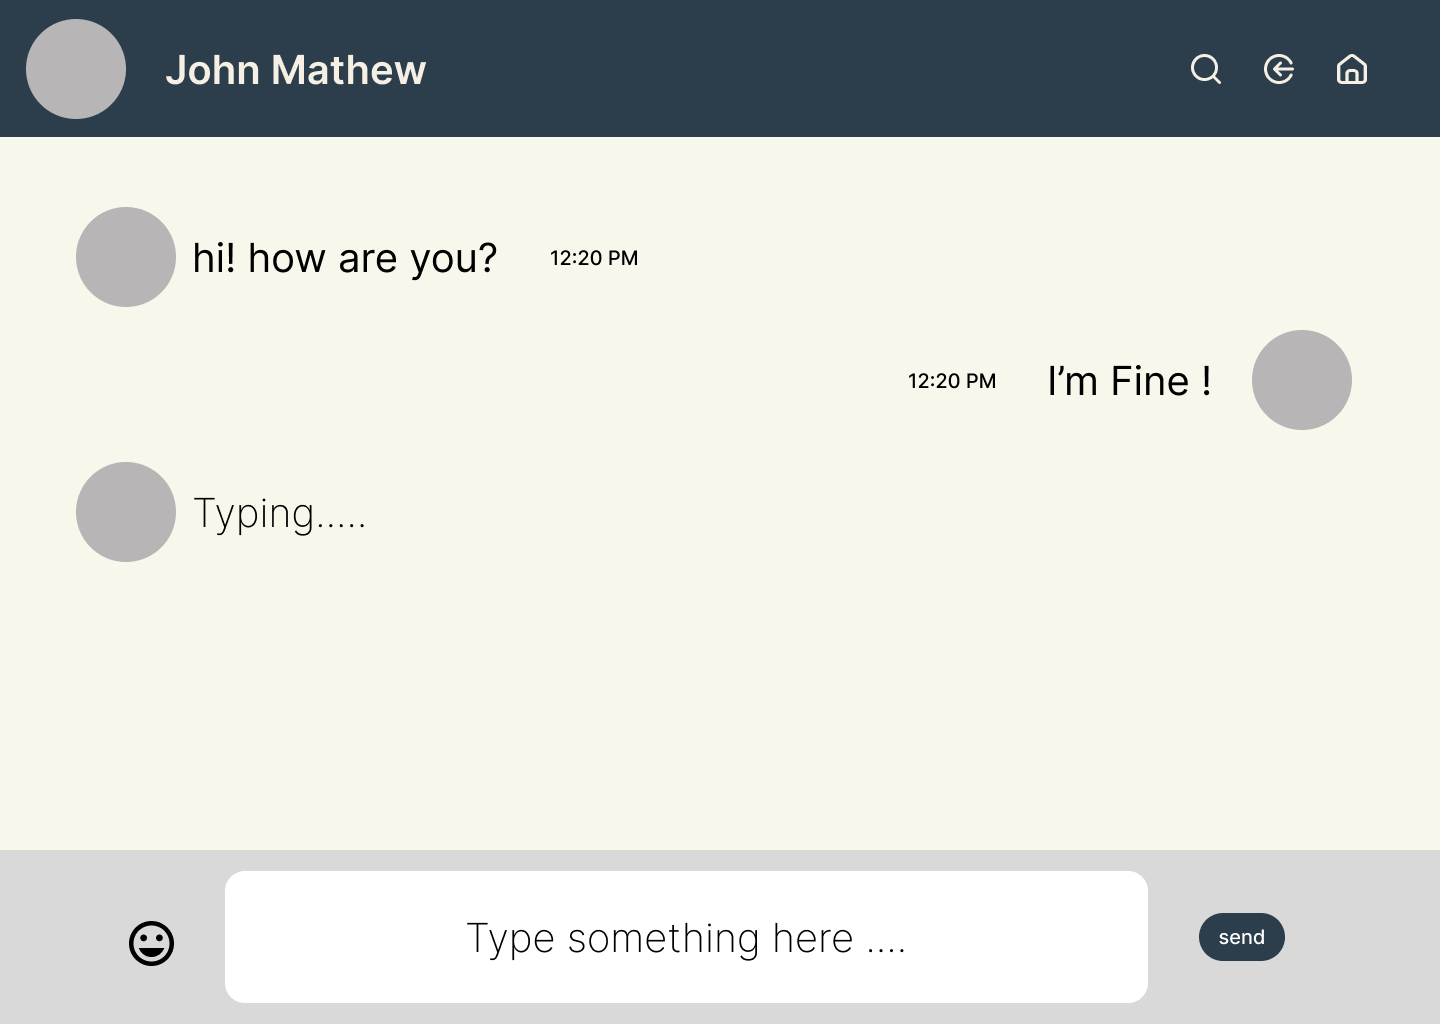 John Mathew
hi! how are you? 12:20 PM
12:20 PM I’m Fine !
Typing.....
Type something here ....
send